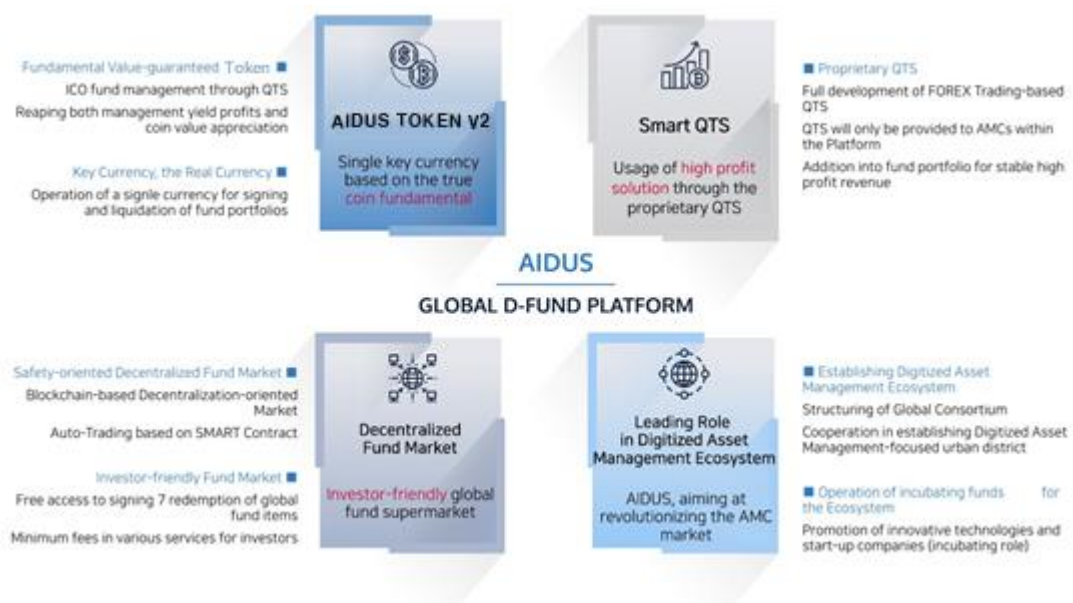 Fundamental Value-guaranteed Token
ICO fund management through QTS
Reaping both management yield profits and
coin value appreciation
Key Currency, the Real Currency
Operation of a signle currency for signing
and liquidation of fund portfolios
AIDUS TOKEN V2
Single key currency
based on the true
coin fundamental
Smart QTS
Usage of high profit
solution through the
proprietary QTS
Proprietary QTS
Full development of FOREX Trading-based
QTS
QTS will only be provided to AMCs within
the Platform
Addition into fund portfolio for stable high
profit revenue
AIDUS
GLOBAL D-FUND PLATFORM
Safety-oriented Decentralized Fund Market
Blockchain-based Decentralization-oriented
Market
Auto-Trading based on SMART Contract
Investor-friendly Fund Market
Free access to signing 7 redemption of global
fund items
Minimum fees in various services for investors
Decentralized
Fund Market
Investor-friendly global
fund supermarket
Leading Role
in Digitized Asset
Management Ecosystem
AIDUS, aiming at
revolutionizing the AMC
market
Establishing Digitized Asset
Management Ecosystem
Structuring of Global Consortium
Cooperation in establishing Digitized Asset
Management-focused urban district
Operation of incubating funds for
the Ecosystem
Promotion of innovative technologies and
start-up companies (incubating role)